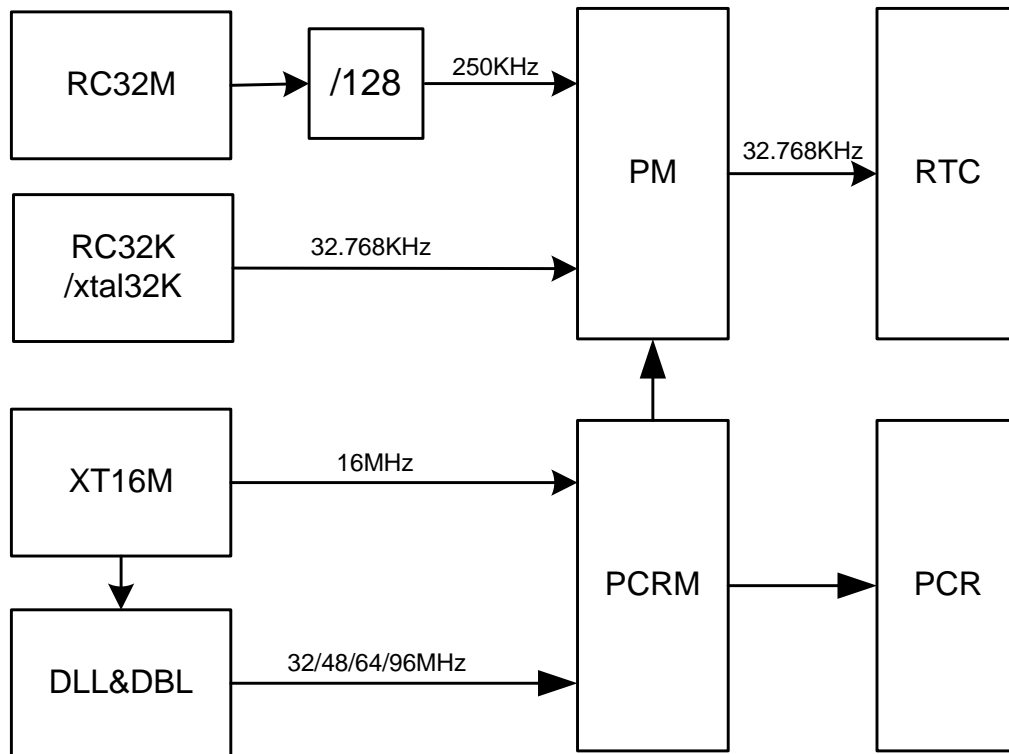 RC32M
/128
250KHz
PM
32.768KHz
RTC
RC32K
/xtal32K
32.768KHz
XT16M
16MHz
PCRM
PCR
DLL&DBL
32/48/64/96MHz